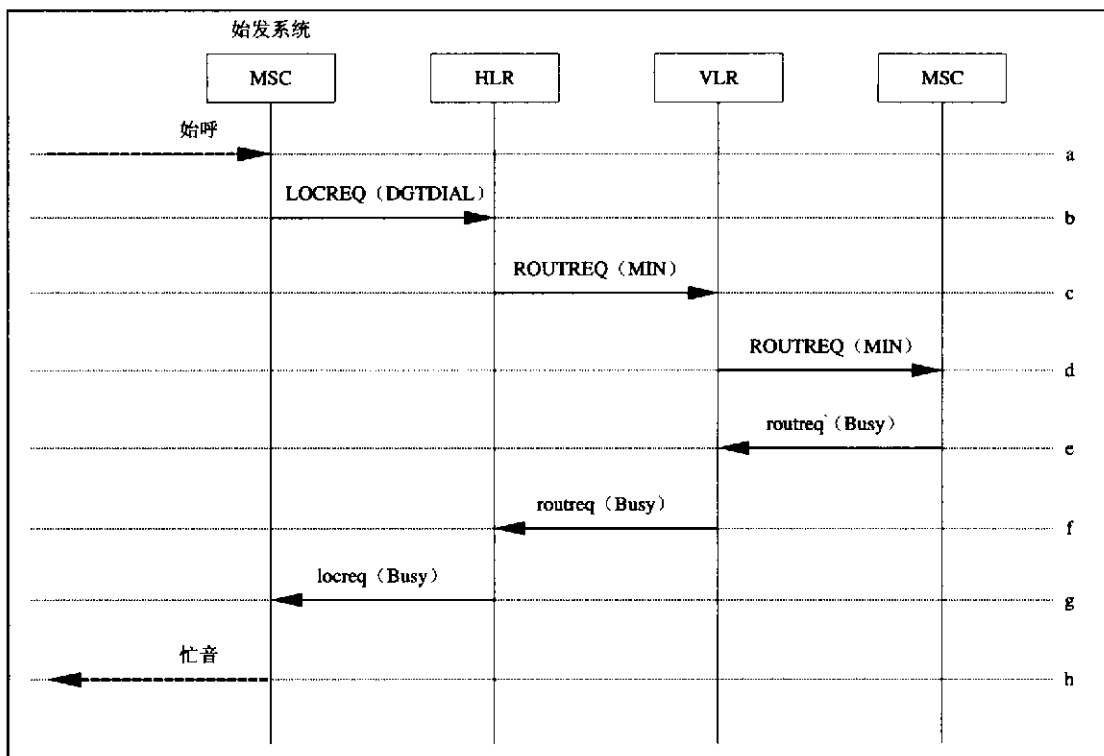 始发系统
MSC HLR VLR MSC
始呼
a
LOCREQ（DGTDIAL）
b
ROUTREQ（MIN）
c
ROUTREQ（MIN）
d
routreq（Busy）
e
routreq（Busy）
f
locreq（Busy）
g
忙音
h